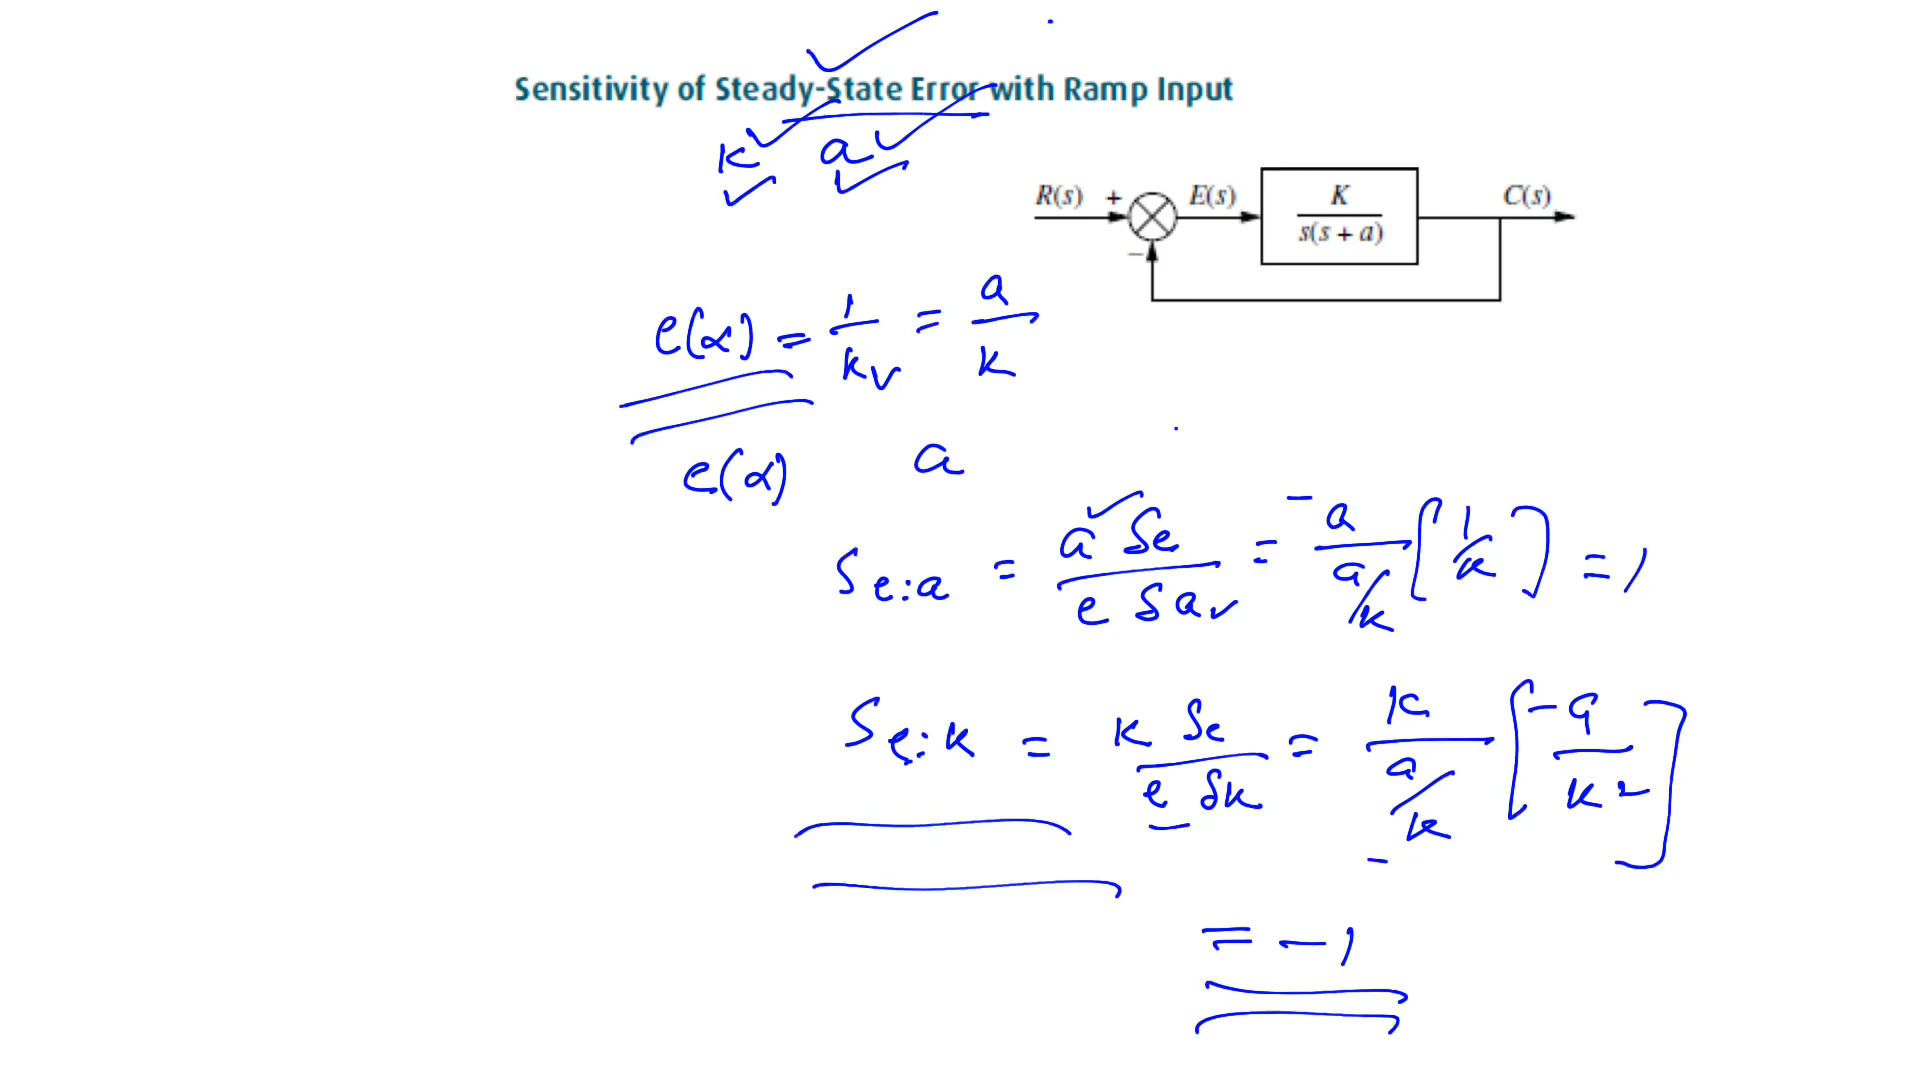 Sensitivity of Steady-State Error with Ramp Input
K a
R(s) + E(s) K C(s)
s(s + a)
−
e(α) = 1/Kv = a/K
e(α) a
Se:a = a δe / e δa = a / a/K [1/K] = 1
Se:K = K δe / e δK = K / a/K [-a/K²]
= -1